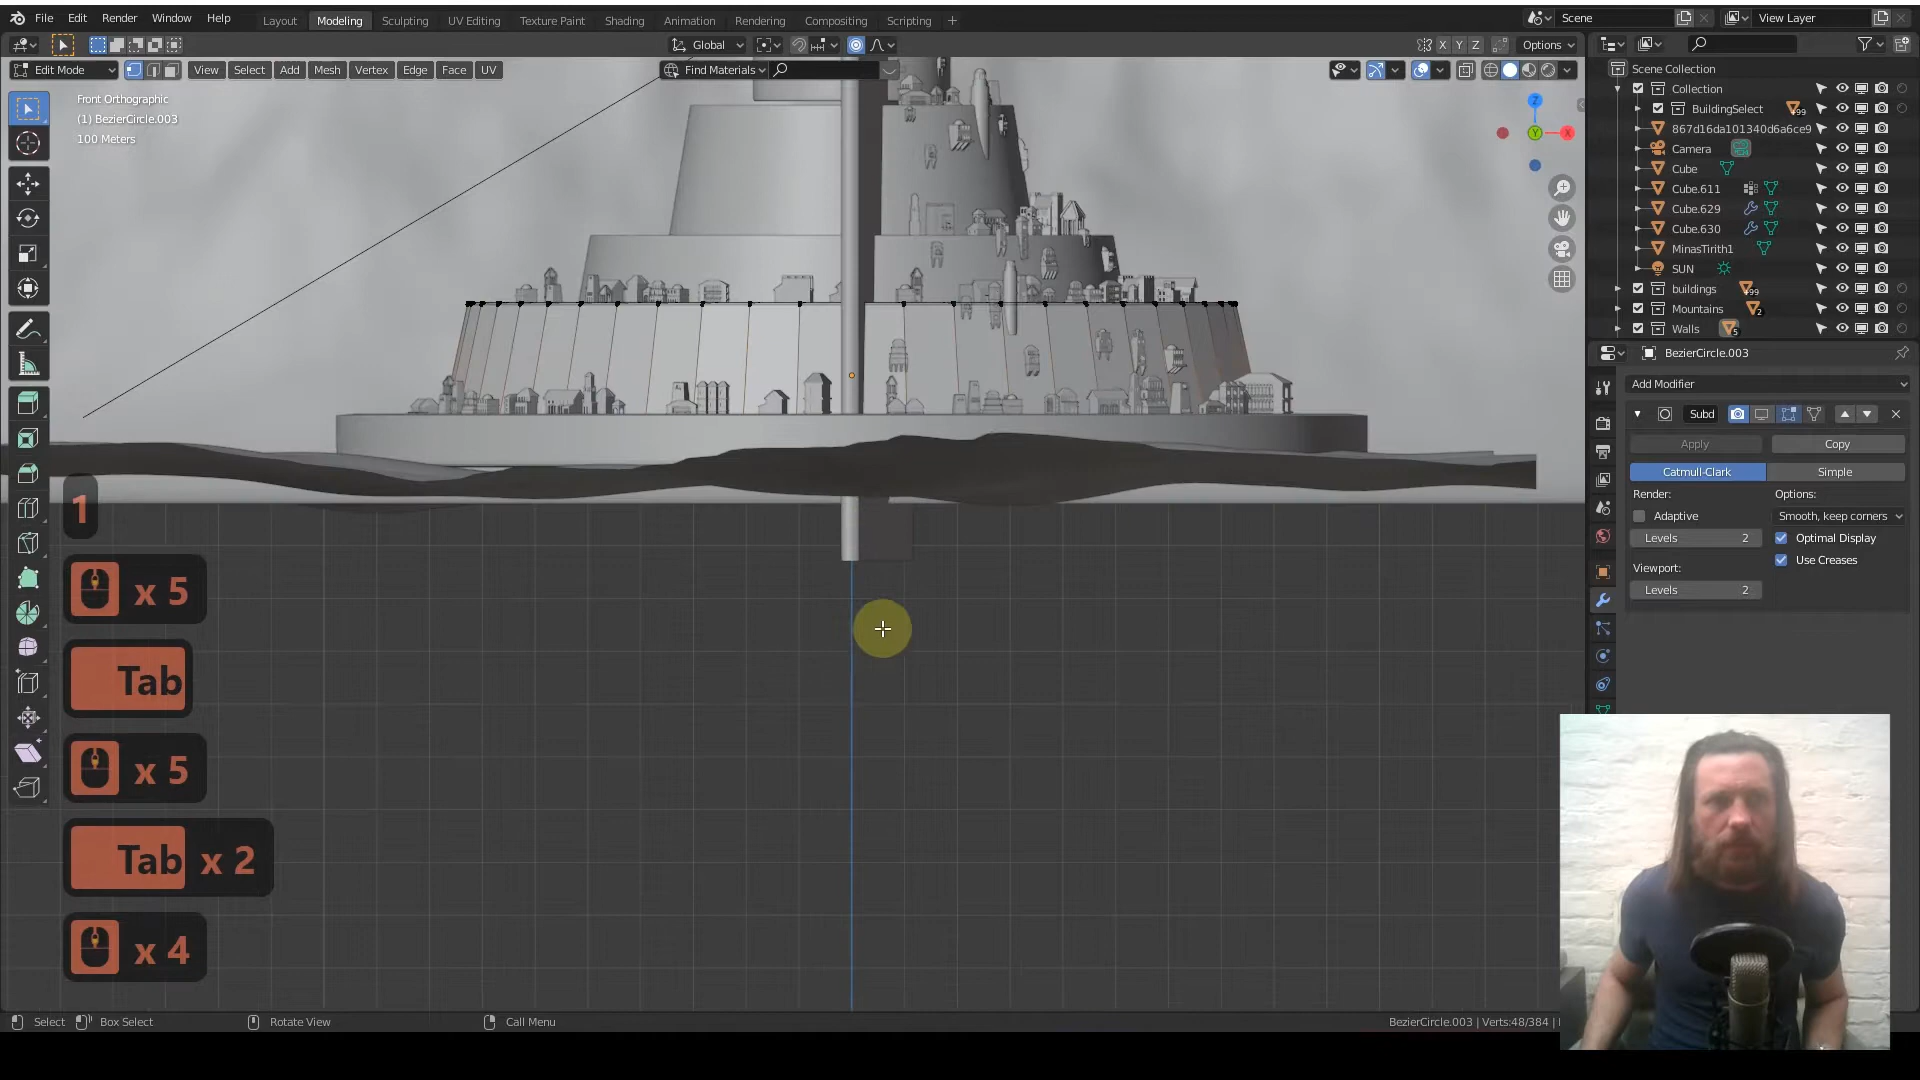 File Edit Render Window Help Layout Modeling Sculpting UV Editing Texture Paint Shading Animation Rendering Compositing Scripting + Scene View Layer
Global Options
X Y Z
Edit Mode View Select Add Mesh Vertex Edge Face UV Find Materials
Scene Collection
Collection
BuildingSelect
99
867d16da101340d6a6ce9
Camera
Cube
Cube.611
Cube.629
Cube.630
MinasTirith1
SUN
buildings
99
Mountains
2
Walls
5
Front Orthographic
(1) BezierCircle.003
100 Meters
Z
Y
X
BezierCircle.003
Add Modifier
Subd
Apply Copy
Catmull-Clark Simple
Render: Options:
Adaptive Smooth, keep corners
Levels 2 Optimal Display
Use Creases
Viewport:
Levels 2
1
x 5
Tab
x 5
Tab x 2
x 4
Select Box Select Rotate View Call Menu BezierCircle.003 | Verts:48/384 |